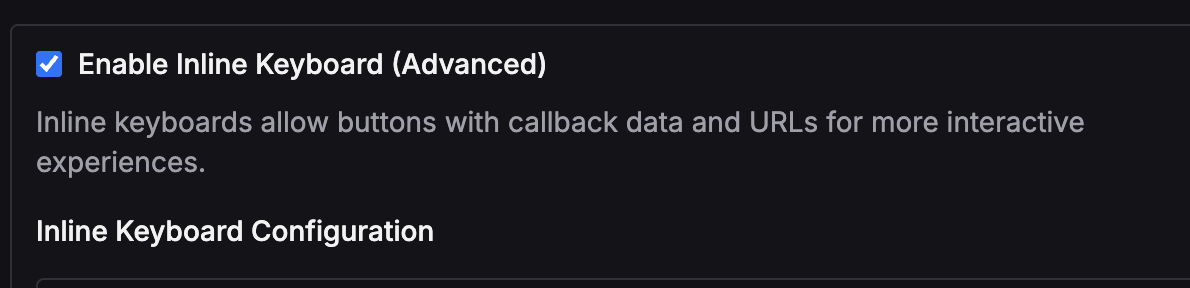 Enable Inline Keyboard (Advanced)
Inline keyboards allow buttons with callback data and URLs for more interactive
experiences.
Inline Keyboard Configuration